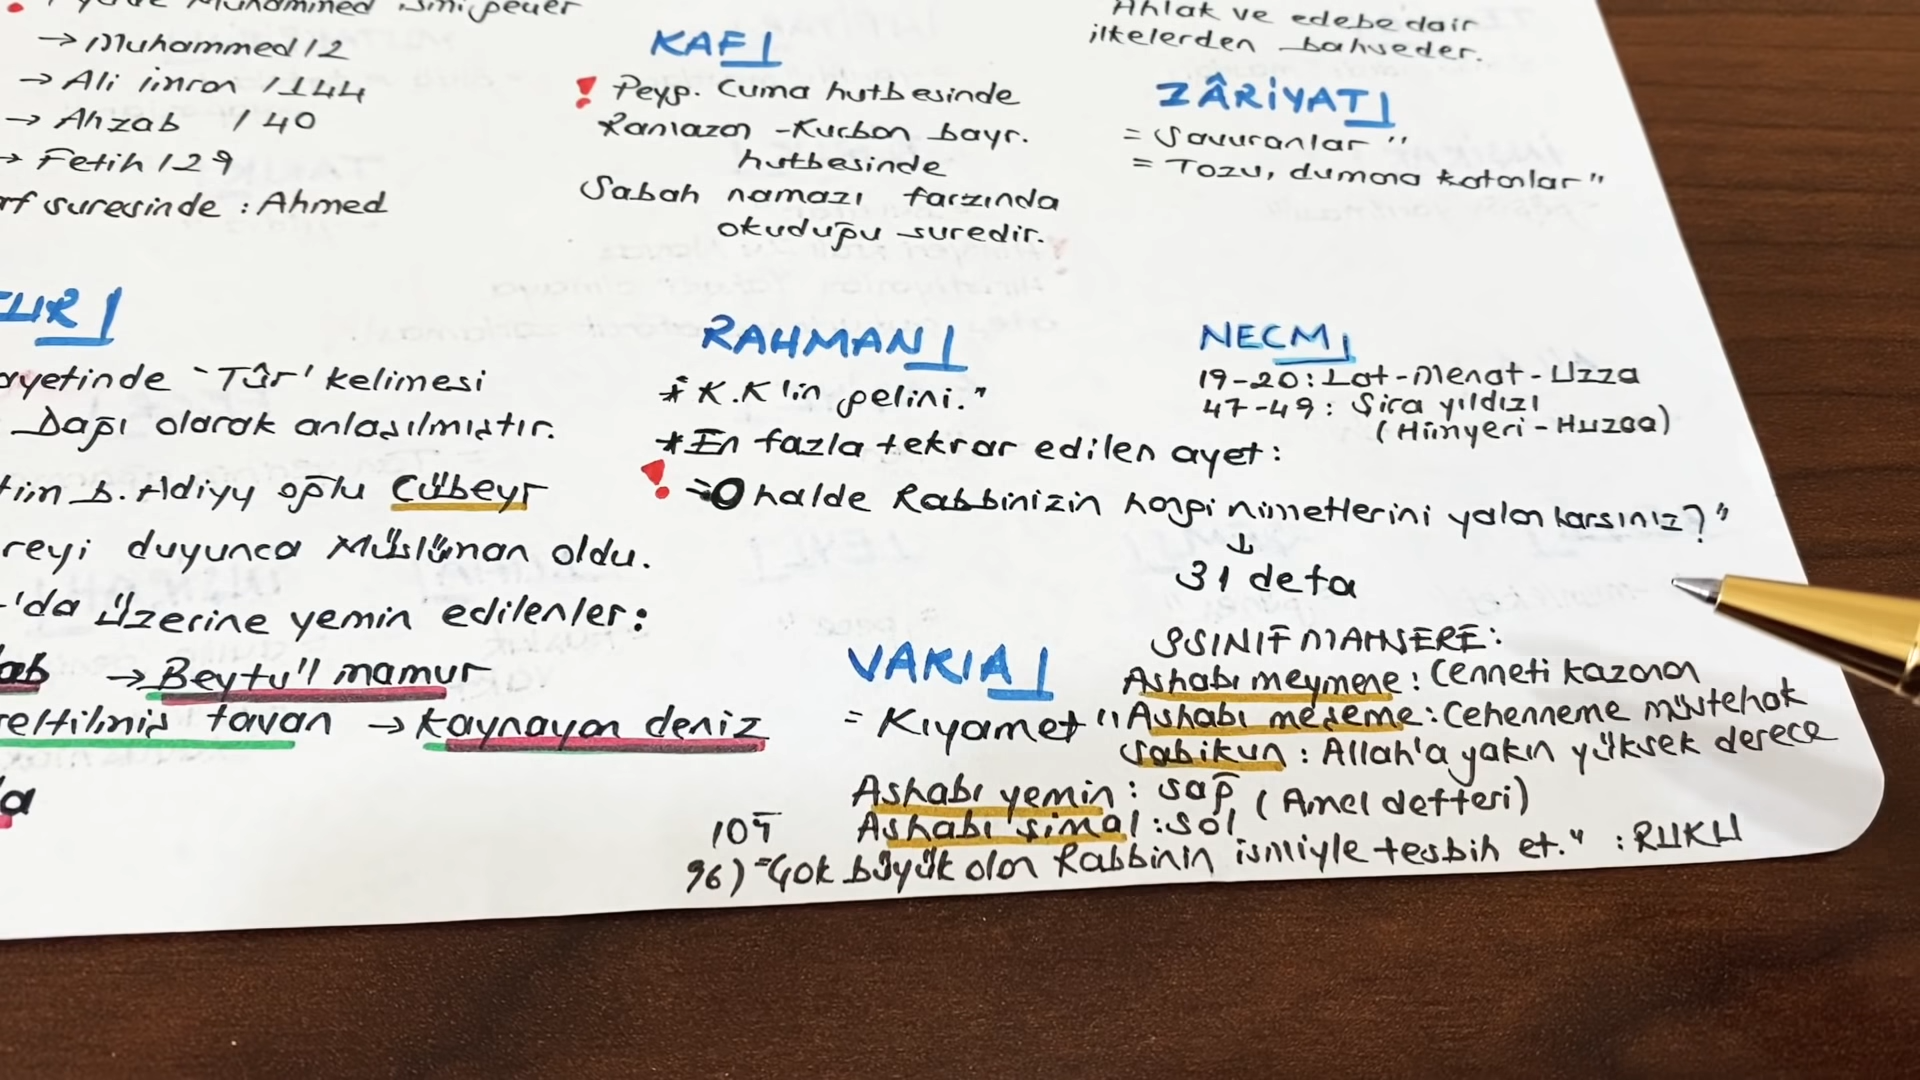 Muhammed ismi geçer
→ Muhammed/2
→ Ali imran /144
→ Ahzab /40
→ Fetih/29
suresinde : Ahmed
KAF
! Peyg. Cuma hutbesinde
Ramazan -Kurban bayr.
hutbesinde
Sabah namazı farzında
okuduğu suredir.
Ahlak ve edebe dair
ilkelerden bahseder.
ZÂRİYAT
= Savuranlar"
= Tozu, dumana katanlar"
TUR
ayetinde 'Tûr' kelimesi
Dağı olarak anlaşılmıştır.
b. Adiyy oğlu Cübeyr
duyunca Müslüman oldu.
'da üzerine yemin edilenler:
→ Beytu'l mamur
tavan → kaynayan deniz
RAHMAN
* K.K'in gelini."
* En fazla tekrar edilen ayet:
! = O halde Rabbinizin hangi nimetlerini yalanlarsınız?"
↓
31 defa
NECM
19-20: Lat-Menat-Uzza
47-49: Şira yıldızı
(Hımyeri-Huzaa)
VAKIA
= Kıyamet"
3SINIF MAHŞERE:
Ashabı meymene : Cenneti kazanan
Ashabı meşeme : Cehenneme müstehak
Sabikun : Allah'a yakın yüksek derece
Ashabı yemin : sağ (Amel defteri)
Ashabı şimal : sol
96) "Çok büyük olan Rabbinin ismiyle tesbih et." : RUKU